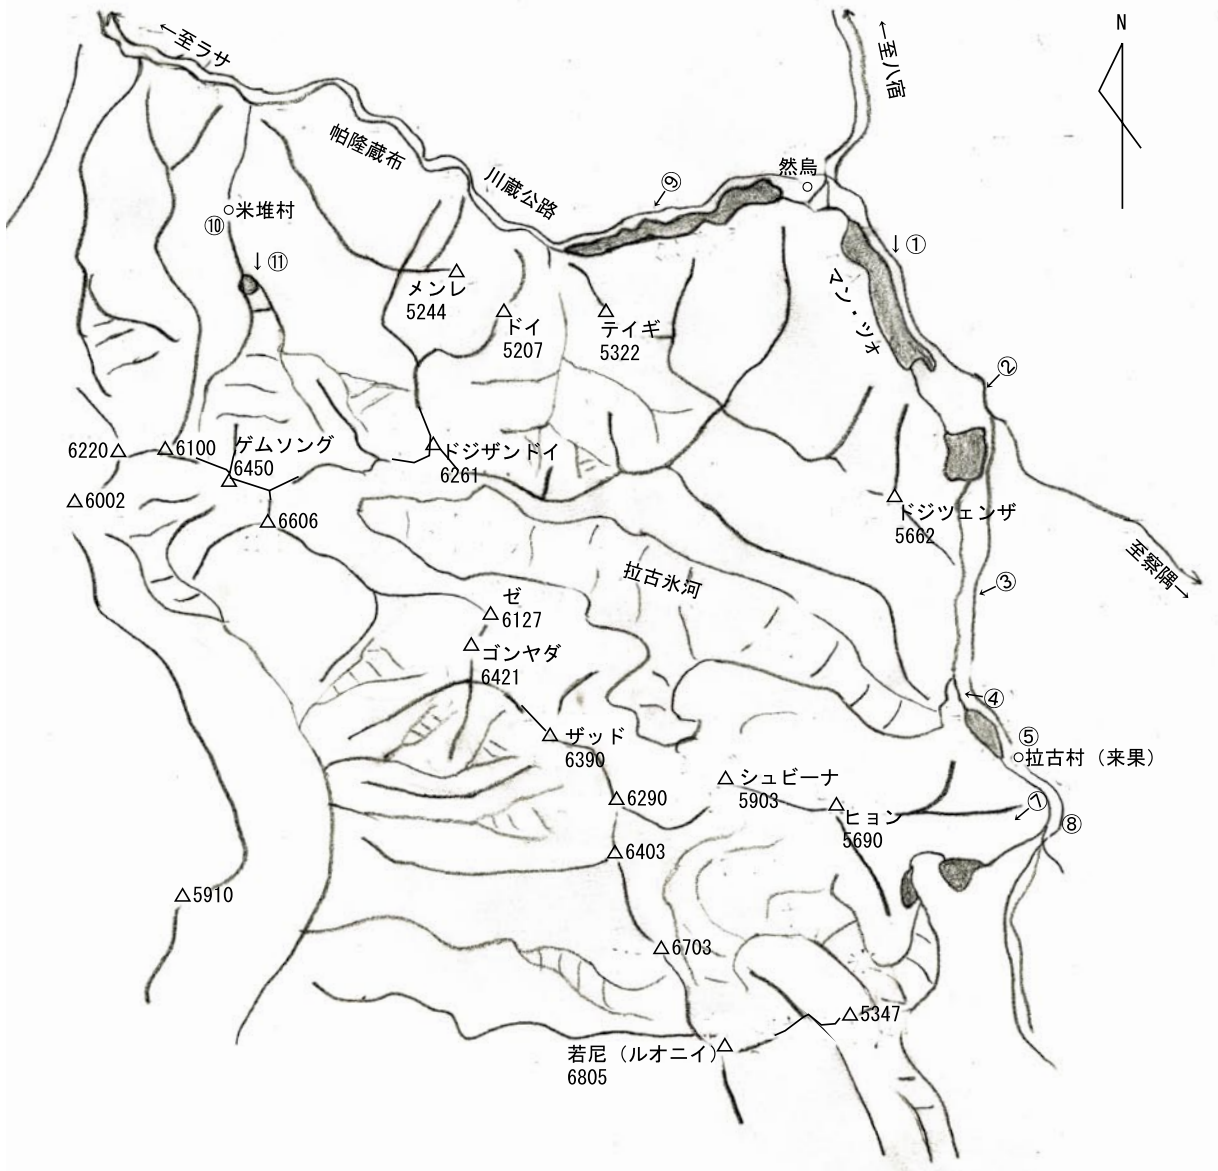 ←至ラサ
←至八宿
N
帕隆蔵布
川蔵公路
然烏
⑨
①
米堆村
⑩
↓⑪
マン・ツォ
メンレ
5244
ドイ
5207
テイギ
5322
②
6220
6100
ゲムソング
6450
ドジザンドイ
6261
6002
6606
ドジツェンザ
5662
至察隅→
拉古氷河
③
ゼ
6127
ゴンヤダ
6421
④
ザッド
6390
⑤
拉古村（来果）
シュビーナ
5903
6290
ヒョン
5690
⑦
⑧
6403
5910
6703
5347
若尼（ルオニイ）
6805